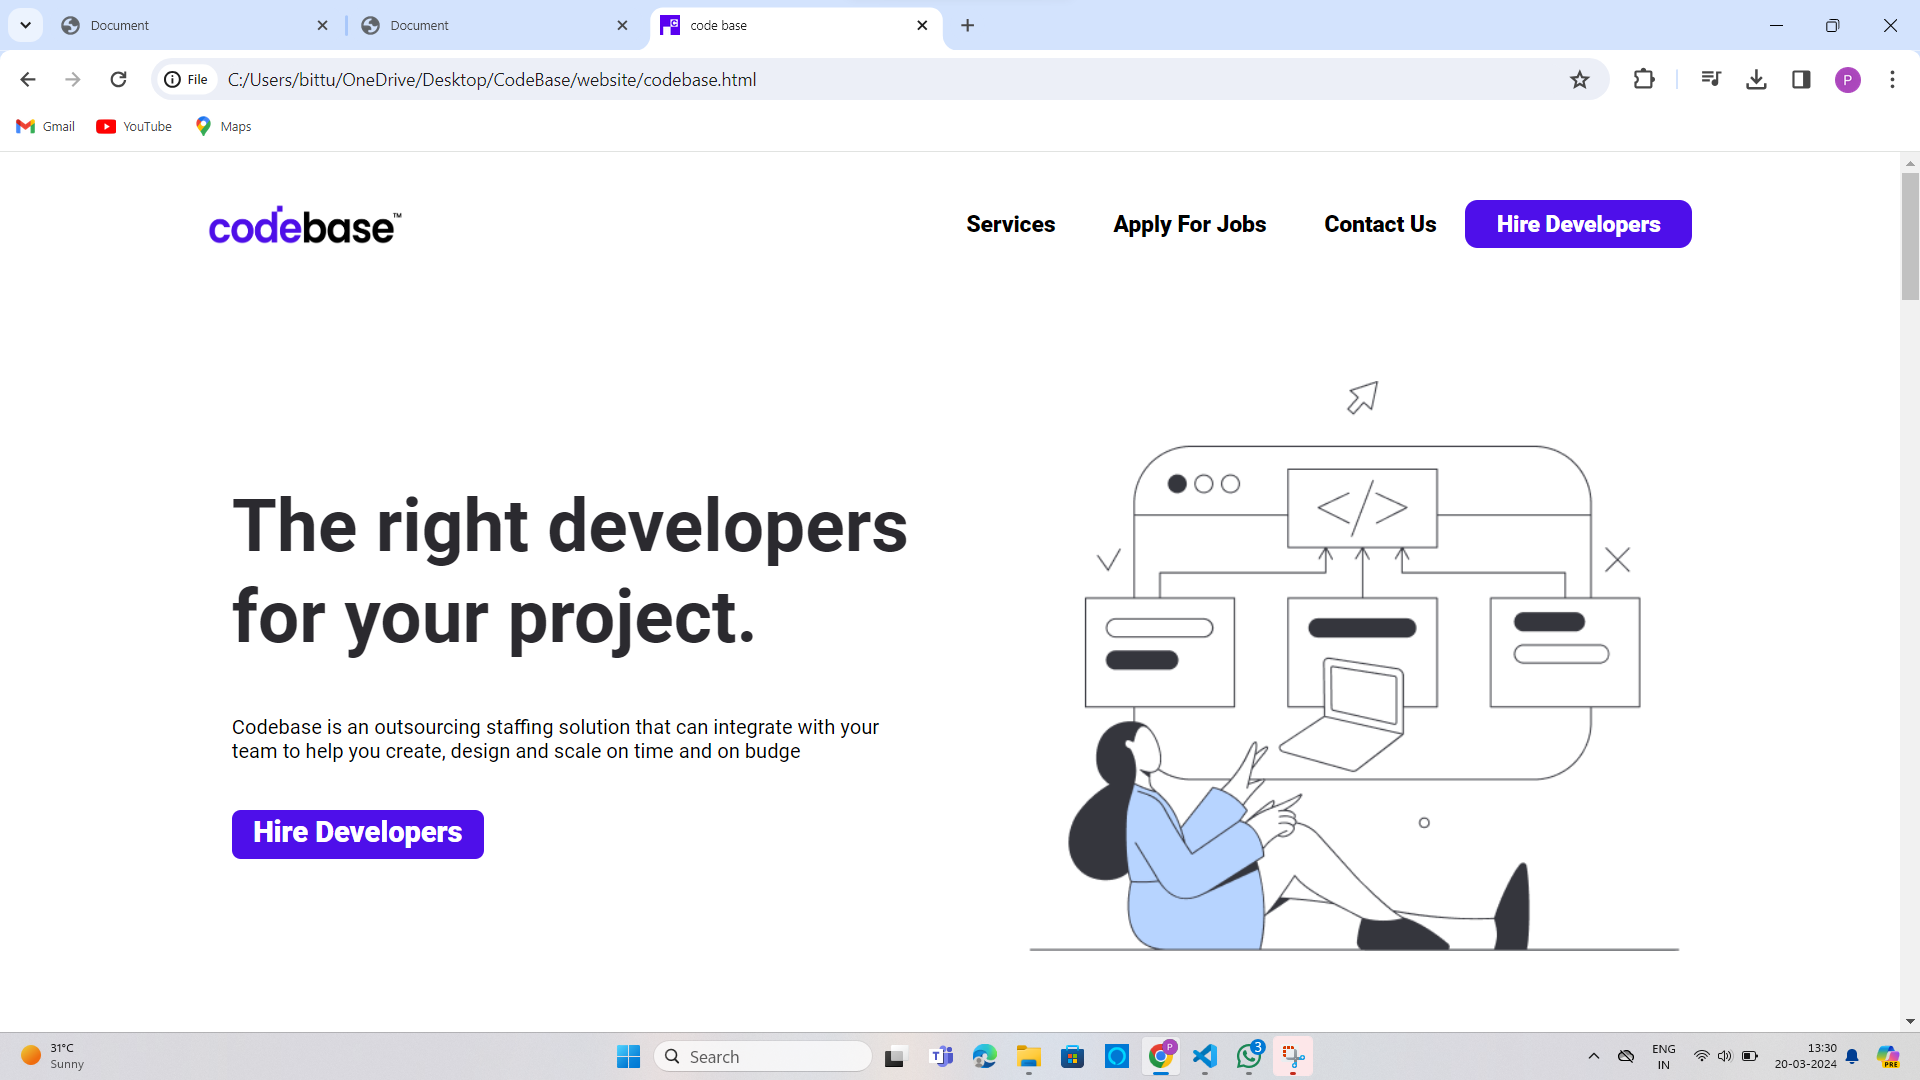 Document
Document
code base
File
C:/Users/bittu/OneDrive/Desktop/CodeBase/website/codebase.html
P
Gmail
YouTube
Maps
codebase™
Services
Apply For Jobs
Contact Us
Hire Developers
</>
The right developers
for your project.
Codebase is an outsourcing staffing solution that can integrate with your
team to help you create, design and scale on time and on budge
Hire Developers
31°C
Sunny
Search
P
3
ENG
IN
13:30
20-03-2024
PRE